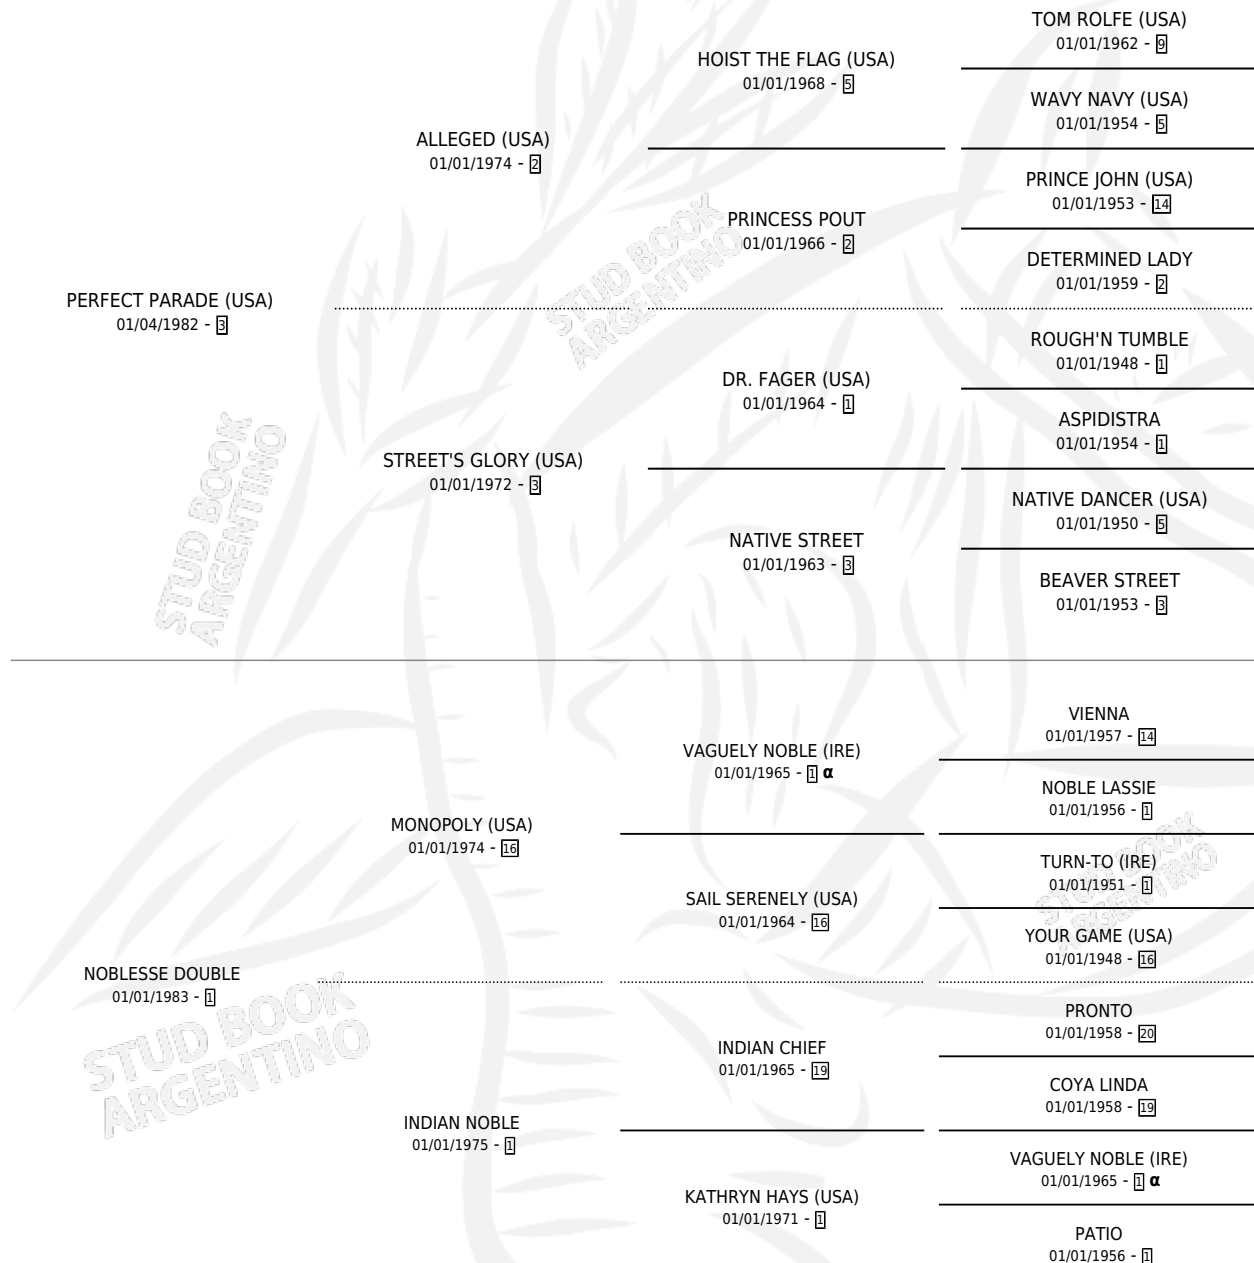 TOM ROLFE (USA)
01/01/1962 - 9
HOIST THE FLAG (USA)
01/01/1968 - 5
WAVY NAVY (USA)
01/01/1954 - 5
ALLEGED (USA)
01/01/1974 - 2
PRINCE JOHN (USA)
01/01/1953 - 14
PRINCESS POUT
01/01/1966 - 2
DETERMINED LADY
01/01/1959 - 2
PERFECT PARADE (USA)
01/04/1982 - 3
ROUGH'N TUMBLE
01/01/1948 - 1
DR. FAGER (USA)
01/01/1964 - 1
ASPIDISTRA
01/01/1954 - 1
STREET'S GLORY (USA)
01/01/1972 - 3
NATIVE DANCER (USA)
01/01/1950 - 5
NATIVE STREET
01/01/1963 - 3
BEAVER STREET
01/01/1953 - 3
VIENNA
01/01/1957 - 14
VAGUELY NOBLE (IRE)
01/01/1965 - 1 α
NOBLE LASSIE
01/01/1956 - 1
MONOPOLY (USA)
01/01/1974 - 16
TURN-TO (IRE)
01/01/1951 - 1
SAIL SERENELY (USA)
01/01/1964 - 16
YOUR GAME (USA)
01/01/1948 - 16
NOBLESSE DOUBLE
01/01/1983 - 1
PRONTO
01/01/1958 - 20
INDIAN CHIEF
01/01/1965 - 19
COYA LINDA
01/01/1958 - 19
INDIAN NOBLE
01/01/1975 - 1
VAGUELY NOBLE (IRE)
01/01/1965 - 1 α
KATHRYN HAYS (USA)
01/01/1971 - 1
PATIO
01/01/1956 - 1
STUD BOOK
ARGENTINO
STUD BOOK
ARGENTINO
STUD BOOK
ARGENTINO
STUD BOOK
ARGENTINO